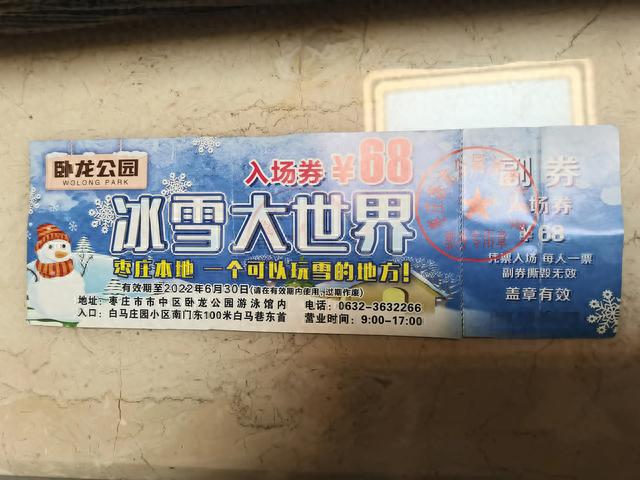 卧龙公园
WOLONG PARK
入场券 ¥68
冰雪大世界
枣庄本地 一个可以玩雪的地方!
有效期至2022年6月30日(请在有效期内使用,过期作废)
地址:枣庄市市中区卧龙公园游泳馆内 电话:0632-3632266
入口:白马庄园小区南门东100米白马巷东首 营业时间:9:00-17:00
副券
入场券
¥68
凭票入场 每人一票
副券撕毁无效
盖章有效